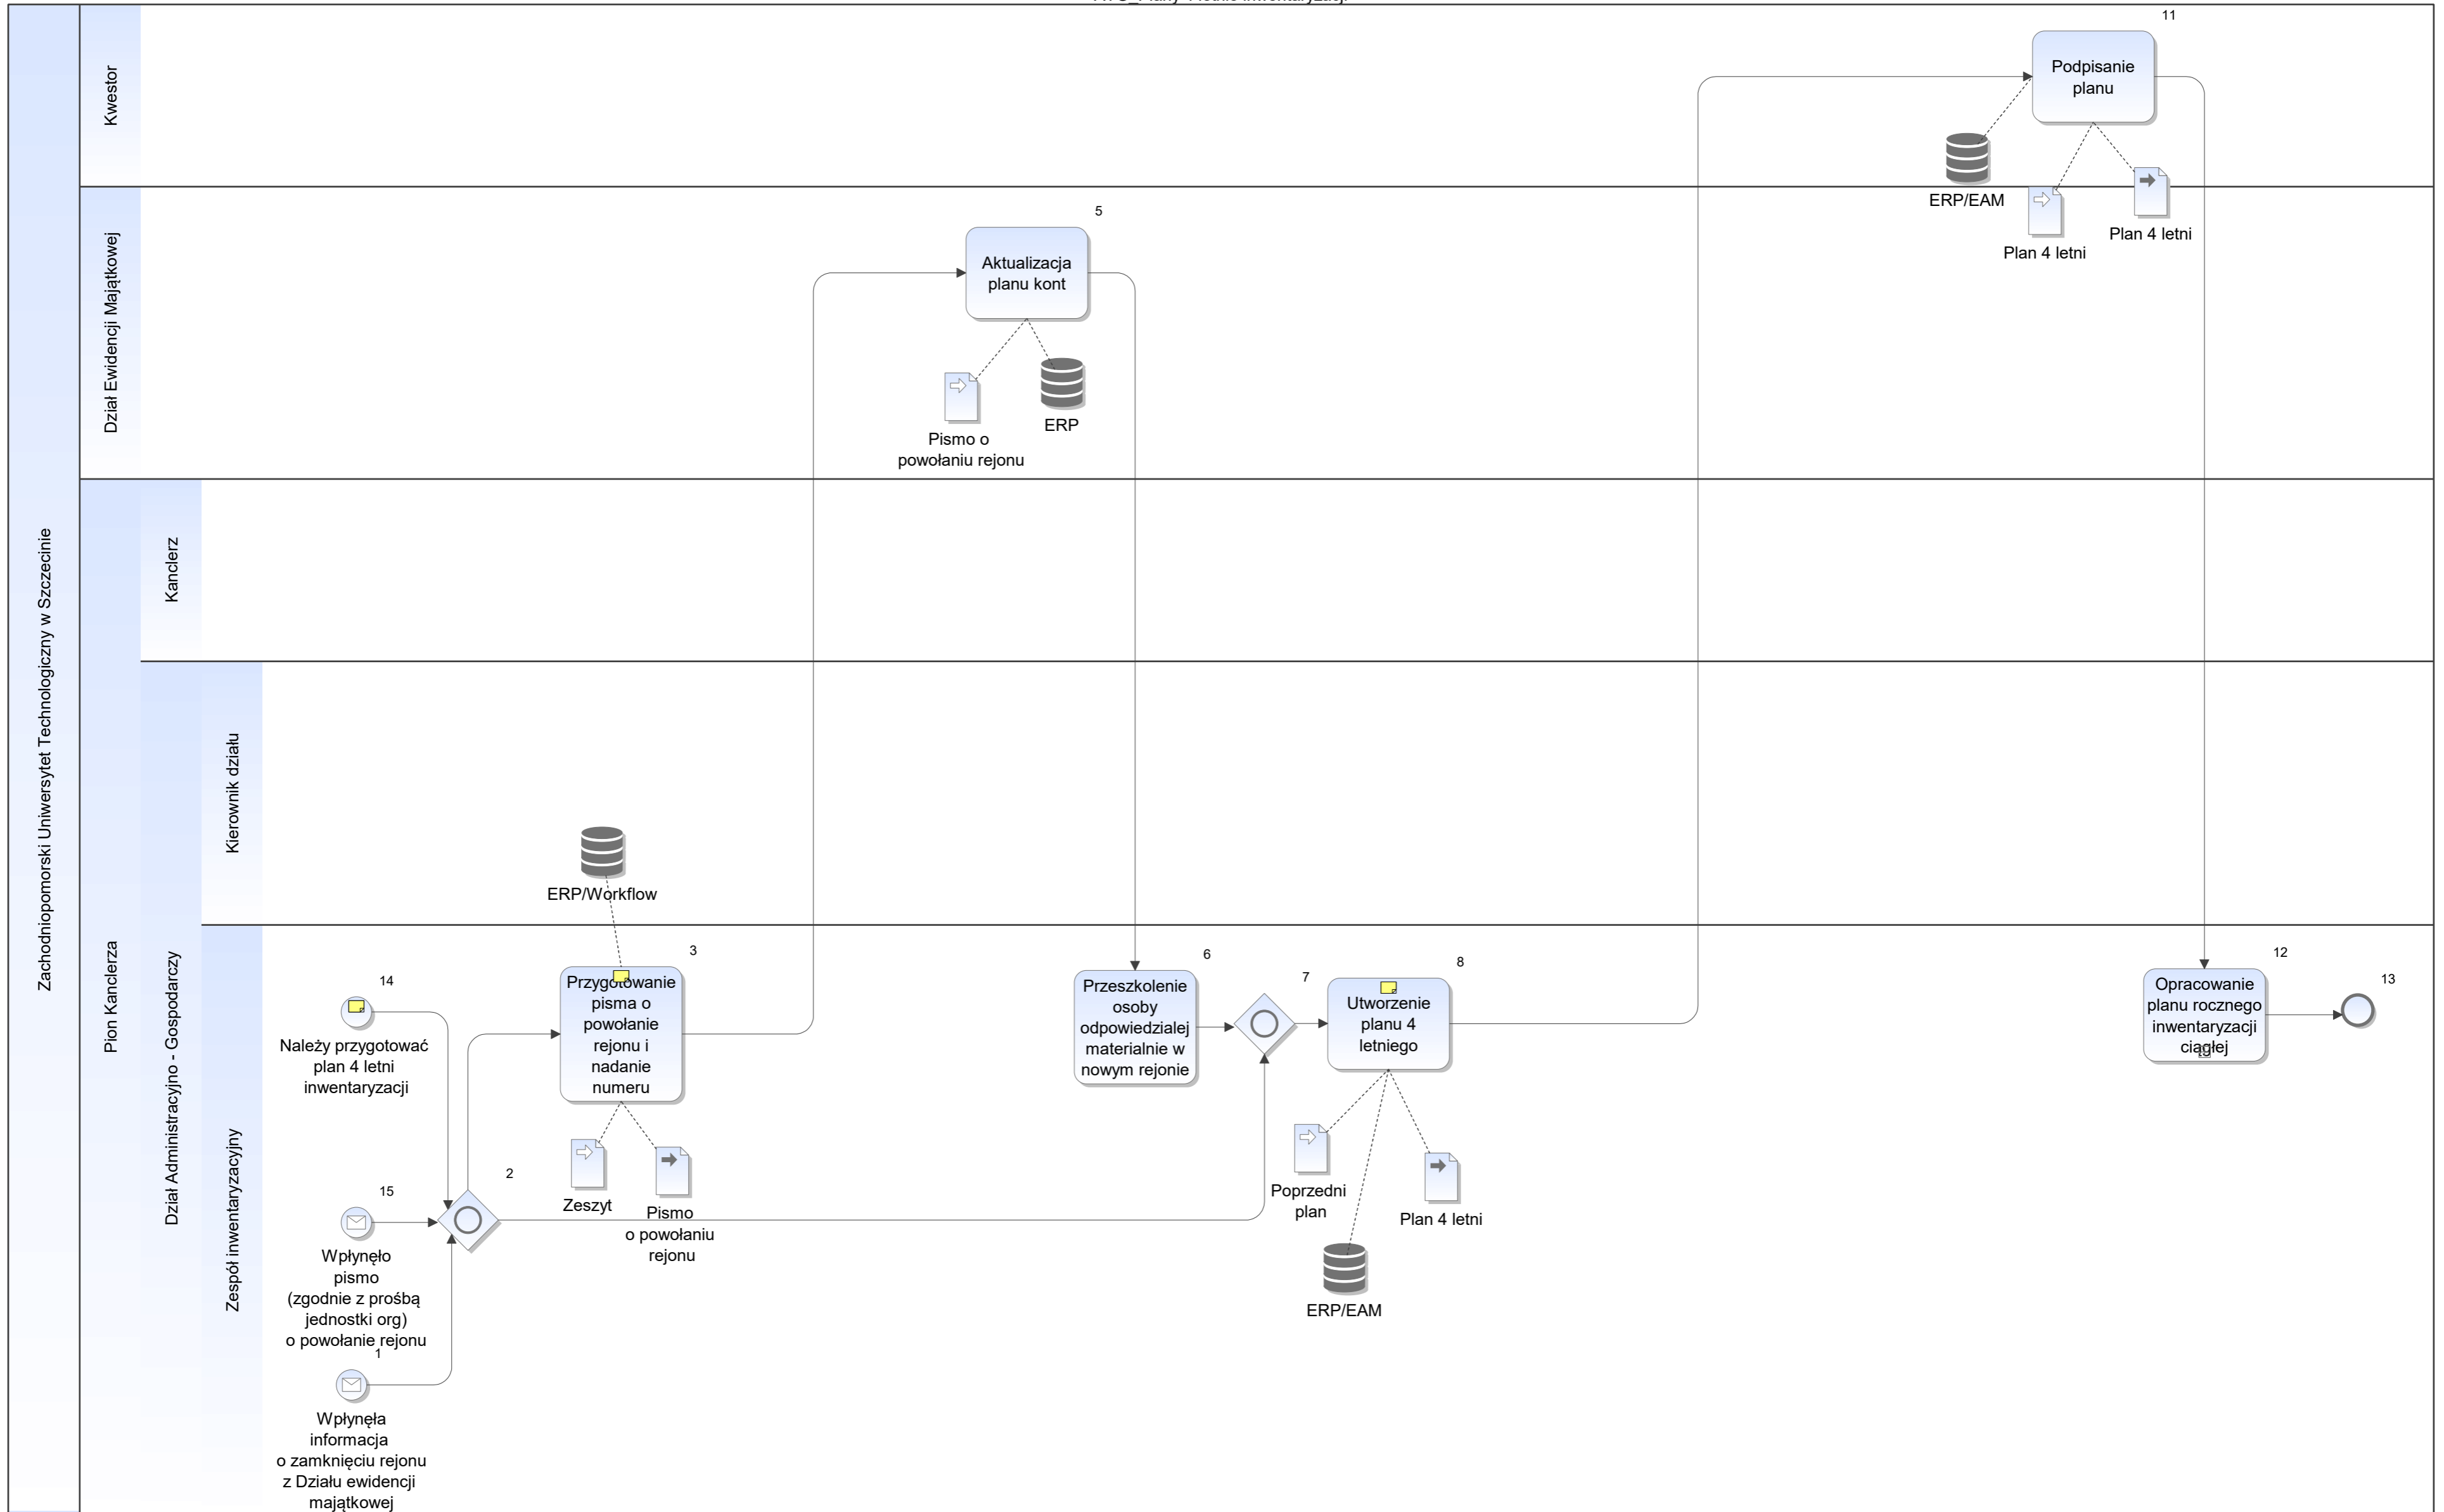 11
Podpisanie
planu
Kwestor
ERP/EAM
Plan 4 letni
Plan 4 letni
5
Aktualizacja
planu kont
Dział Ewidencji Majątkowej
Pismo o
powołaniu rejonu
ERP
Zachodniopomorski Uniwersytet Technologiczny w Szczecinie
Pion Kanclerza
Kanclerz
Dział Administracyjno - Gospodarczy
Kierownik działu
ERP/Workflow
Zespół inwentaryzacyjny
14
Należy przygotować
plan 4 letni
inwentaryzacji
15
Wpłynęło
pismo
(zgodnie z prośbą
jednostki org)
o powołanie rejonu
1
Wpłynęła
informacja
o zamknięciu rejonu
z Działu ewidencji
majątkowej
2
3
Przygotowanie
pisma o
powołanie
rejonu i
nadanie
numeru
Zeszyt
Pismo
o powołaniu
rejonu
6
Przeszkolenie
osoby
odpowiedzialej
materialnie w
nowym rejonie
7
8
Utworzenie
planu 4
letniego
Poprzedni
plan
Plan 4 letni
ERP/EAM
12
Opracowanie
planu rocznego
inwentaryzacji
ciągłej
13